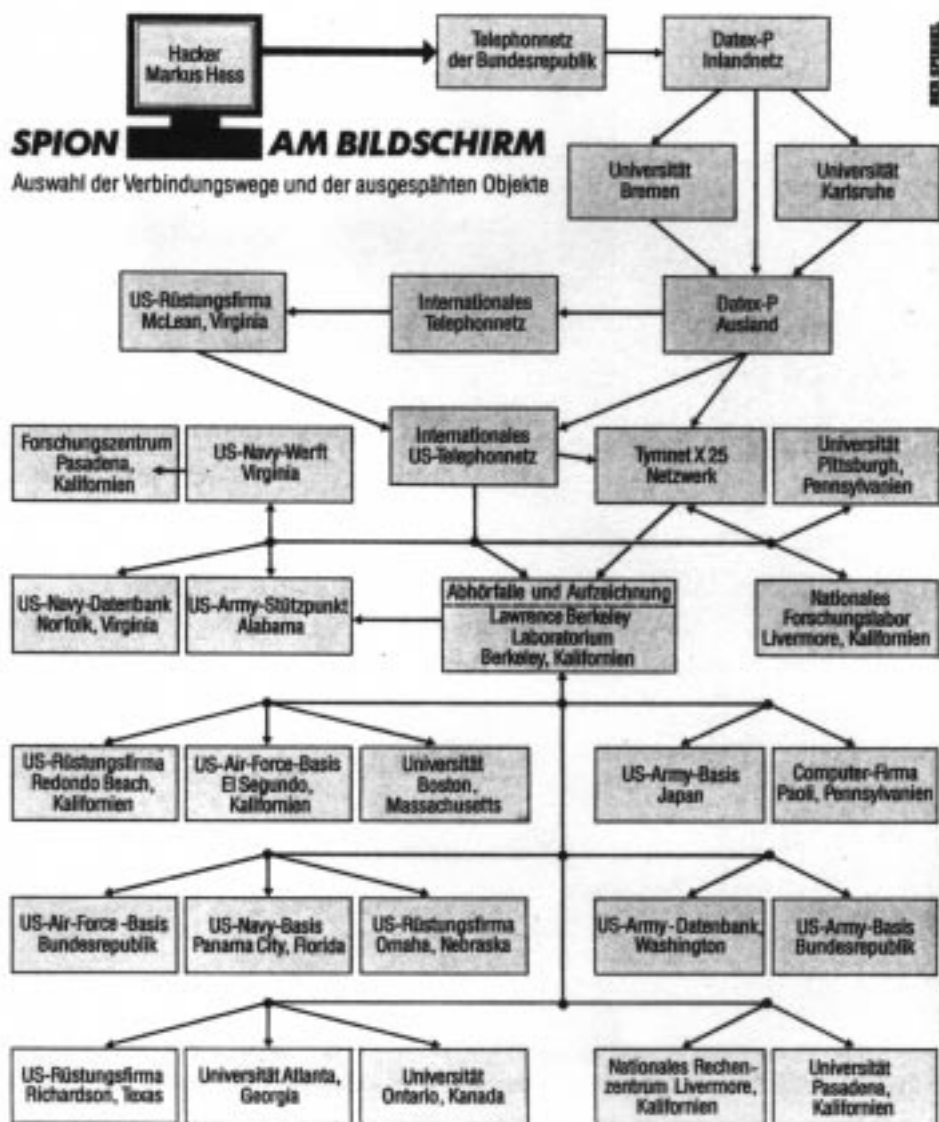 Hacker
Markus Hess
Telephonnetz
der Bundesrepublik
Datex-P
Inlandnetz
DER SPIEGEL
SPION AM BILDSCHIRM
Auswahl der Verbindungswege und der ausgespähten Objekte
Universität
Bremen
Universität
Karlsruhe
US-Rüstungsfirma
McLean, Virginia
Internationales
Telephonnetz
Datex-P
Ausland
Forschungszentrum
Pasadena,
Kalifornien
US-Navy-Werft
Virginia
Internationales
US-Telephonnetz
Tymnet X 25
Netzwerk
Universität
Pittsburgh,
Pennsylvanien
US-Navy-Datenbank
Norfolk, Virginia
US-Army-Stützpunkt
Alabama
Abhörfalle und Aufzeichnung
Lawrence Berkeley
Laboratorium
Berkeley, Kalifornien
Nationales
Forschungslabor
Livermore, Kalifornien
US-Rüstungsfirma
Redondo Beach,
Kalifornien
US-Air-Force-Basis
El Segundo,
Kalifornien
Universität
Boston,
Massachusetts
US-Army-Basis
Japan
Computer-Firma
Paoli, Pennsylvanien
US-Air-Force-Basis
Bundesrepublik
US-Navy-Basis
Panama City, Florida
US-Rüstungsfirma
Omaha, Nebraska
US-Army-Datenbank,
Washington
US-Army-Basis
Bundesrepublik
US-Rüstungsfirma
Richardson, Texas
Universität Atlanta,
Georgia
Universität
Ontario, Kanada
Nationales Rechen-
zentrum Livermore,
Kalifornien
Universität
Pasadena,
Kalifornien